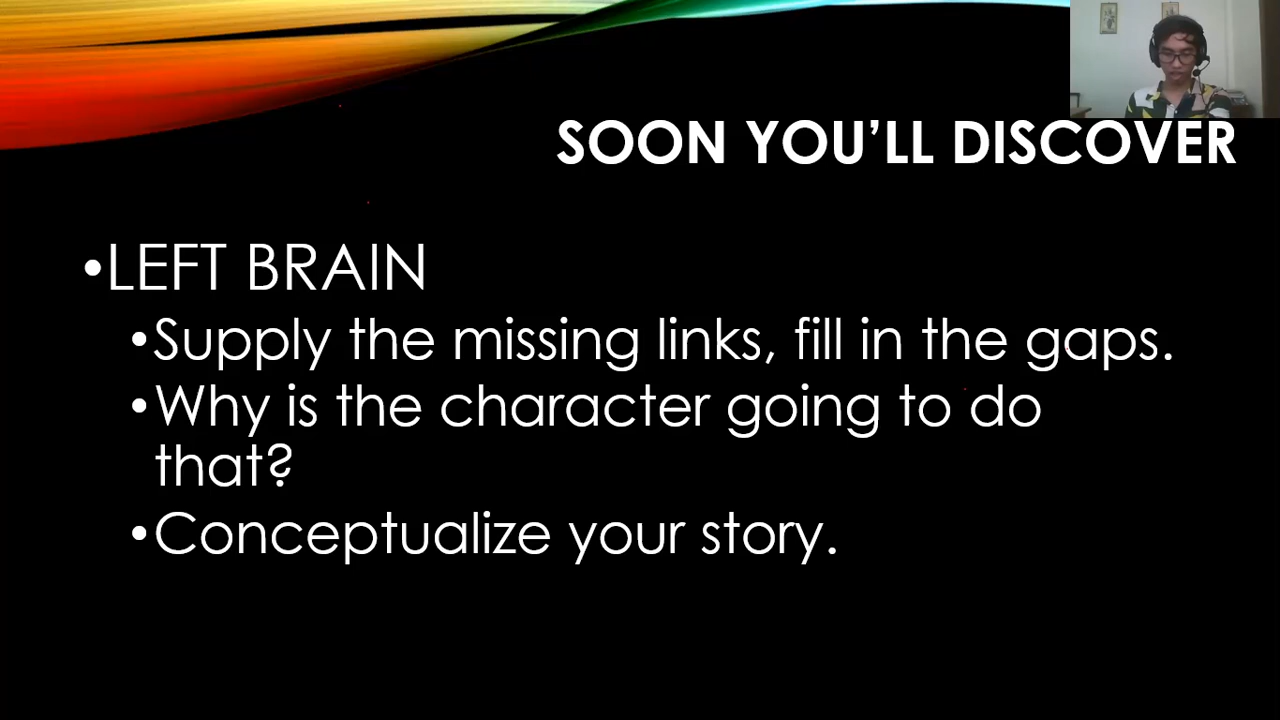 SOON YOU’LL DISCOVER
•LEFT BRAIN
•Supply the missing links, fill in the gaps.
•Why is the character going to do
that?
•Conceptualize your story.